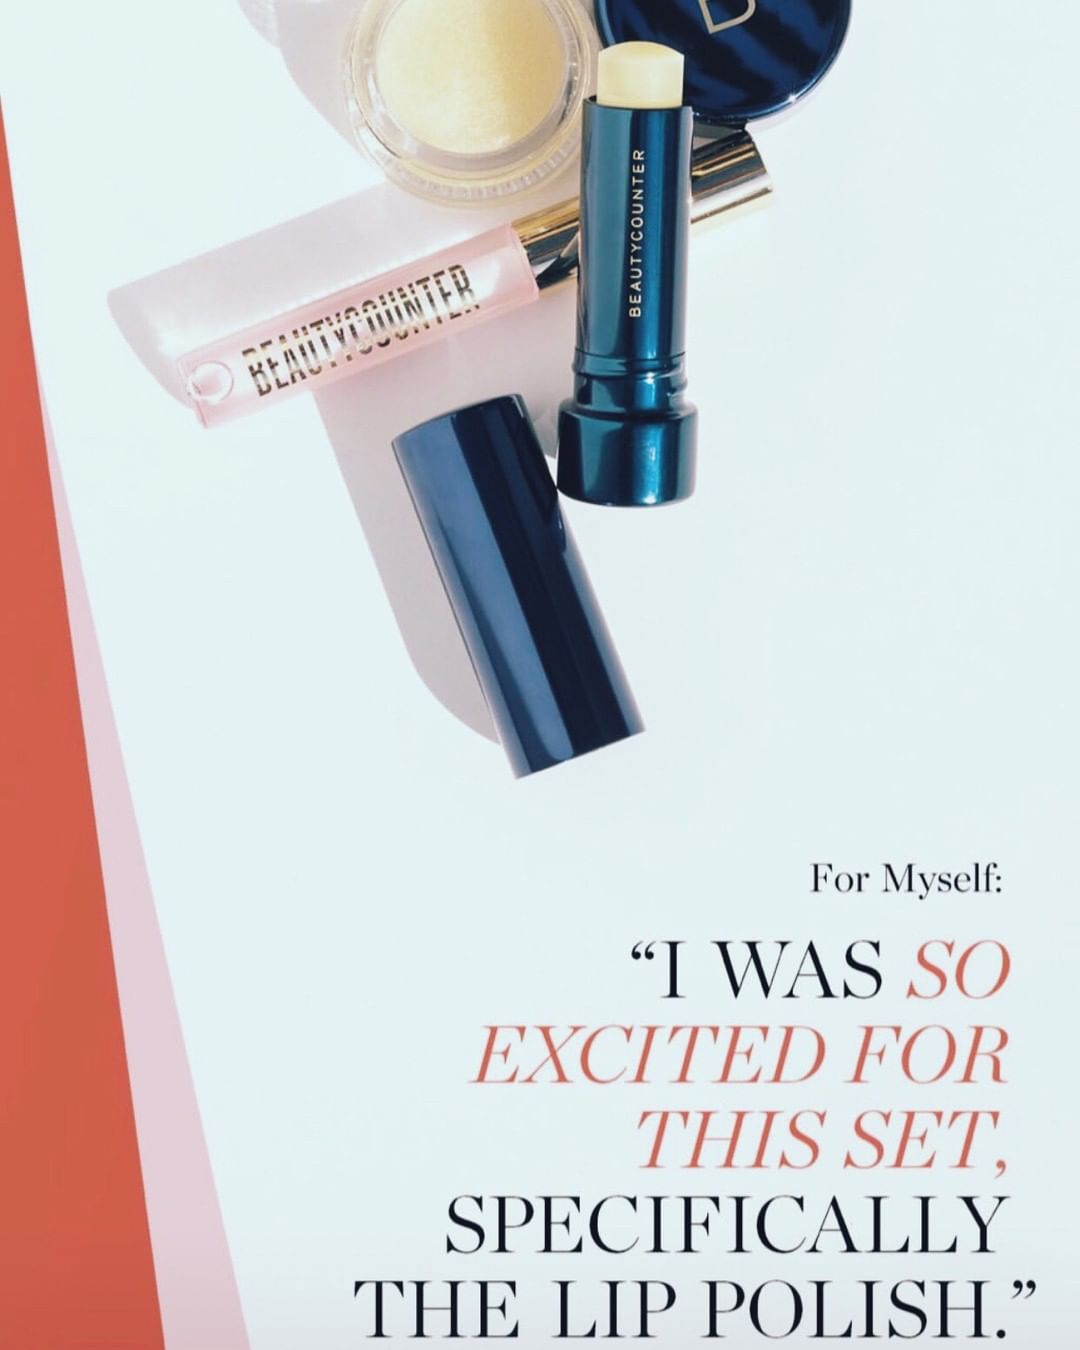 B
BEAUTYCOUNTER
BEAUTYCOUNTER
For Myself:
“I WAS SO
EXCITED FOR
THIS SET,
SPECIFICALLY
THE LIP POLISH.”